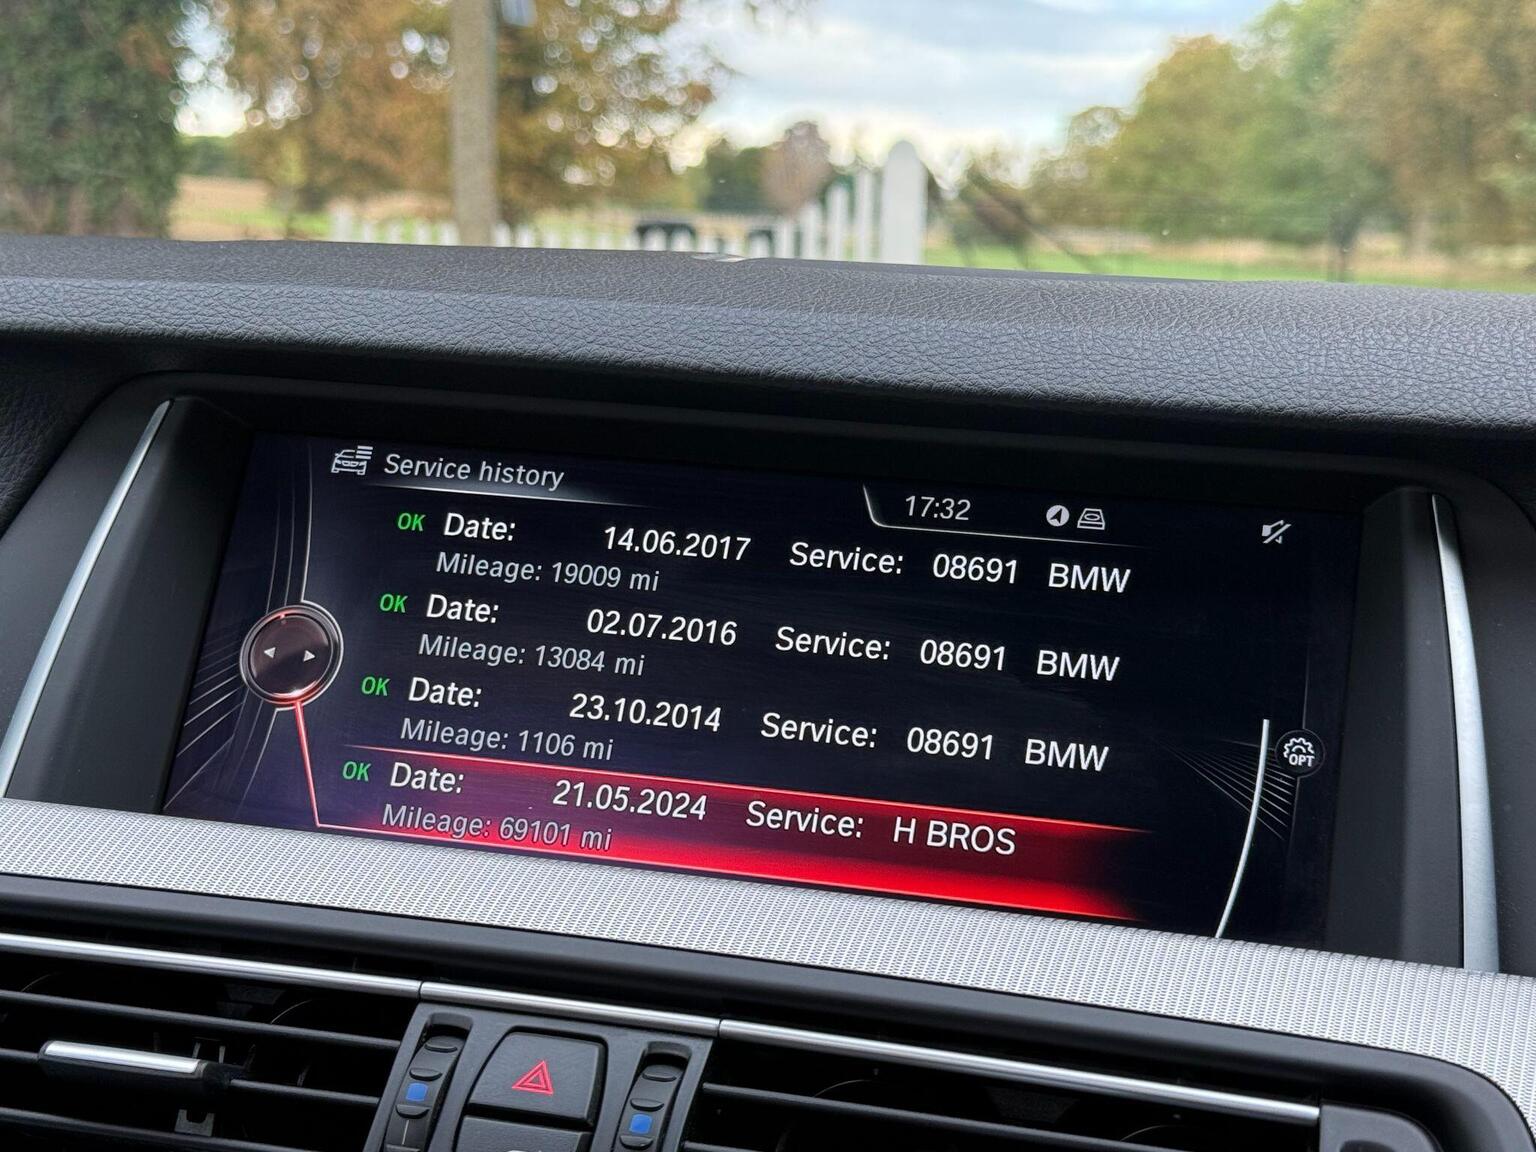 Service history
17:32
OK Date: 14.06.2017 Service: 08691 BMW
Mileage: 19009 mi
OK Date: 02.07.2016 Service: 08691 BMW
Mileage: 13084 mi
OK Date: 23.10.2014 Service: 08691 BMW
Mileage: 1106 mi
OK Date: 21.05.2024 Service: H BROS
Mileage: 69101 mi
OPT